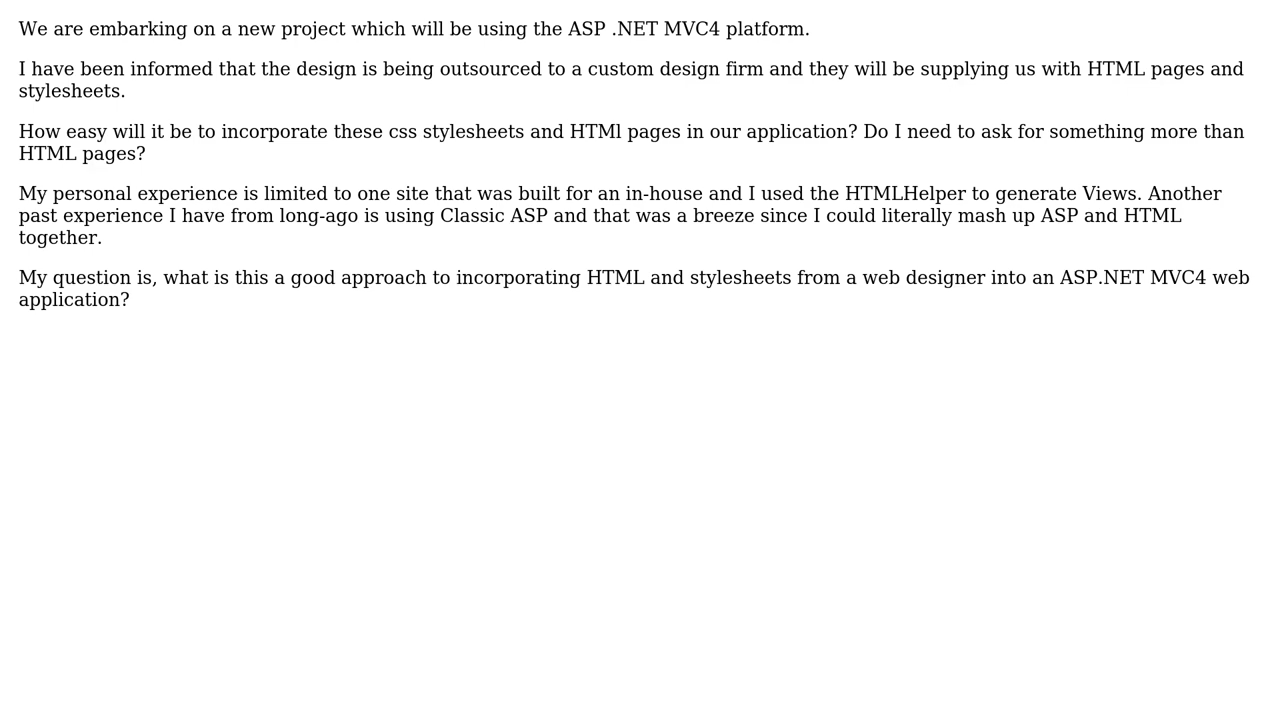 We are embarking on a new project which will be using the ASP .NET MVC4 platform.
I have been informed that the design is being outsourced to a custom design firm and they will be supplying us with HTML pages and
stylesheets.
How easy will it be to incorporate these css stylesheets and HTMl pages in our application? Do I need to ask for something more than
HTML pages?
My personal experience is limited to one site that was built for an in-house and I used the HTMLHelper to generate Views. Another
past experience I have from long-ago is using Classic ASP and that was a breeze since I could literally mash up ASP and HTML
together.
My question is, what is this a good approach to incorporating HTML and stylesheets from a web designer into an ASP.NET MVC4 web
application?